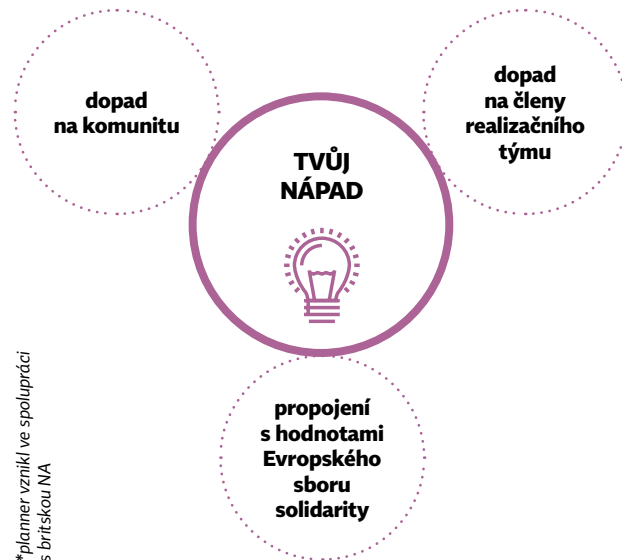 dopad
na komunitu
dopad
na členy
realizačního
týmu
TVŮJ
NÁPAD
propojení
s hodnotami
Evropského
sboru
solidarity
*planner vznikl ve spolupráci
s britskou NA